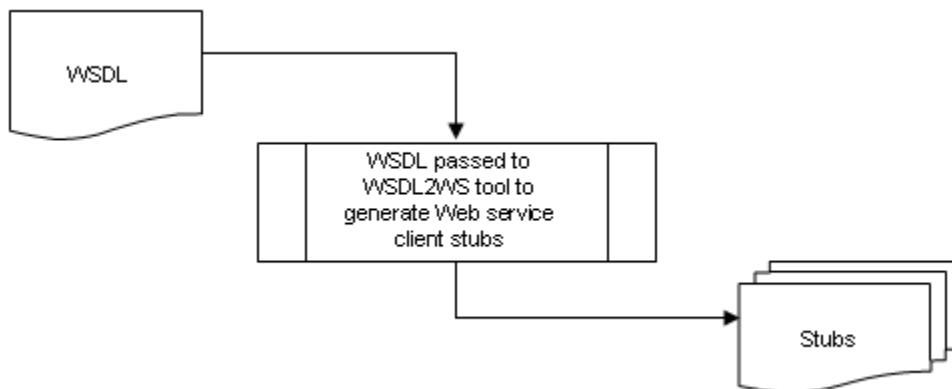 WSDL
WSDL passed to
WSDL2WS tool to
generate Web service
client stubs
Stubs